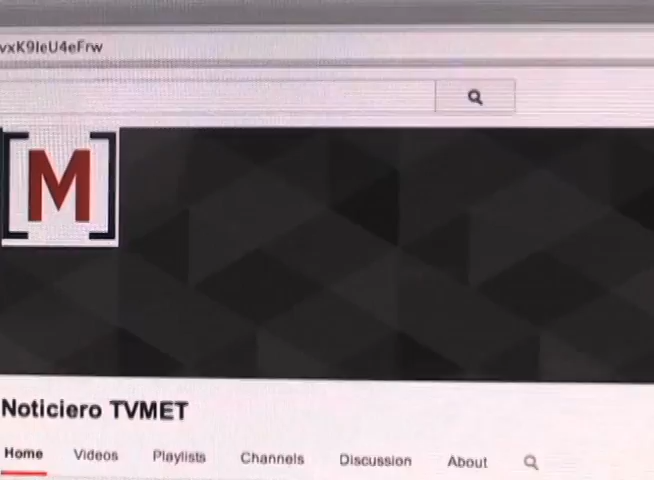 vxK9IeU4eFrw
[M]
Noticiero TVMET
Home Videos Playlists Channels Discussion About